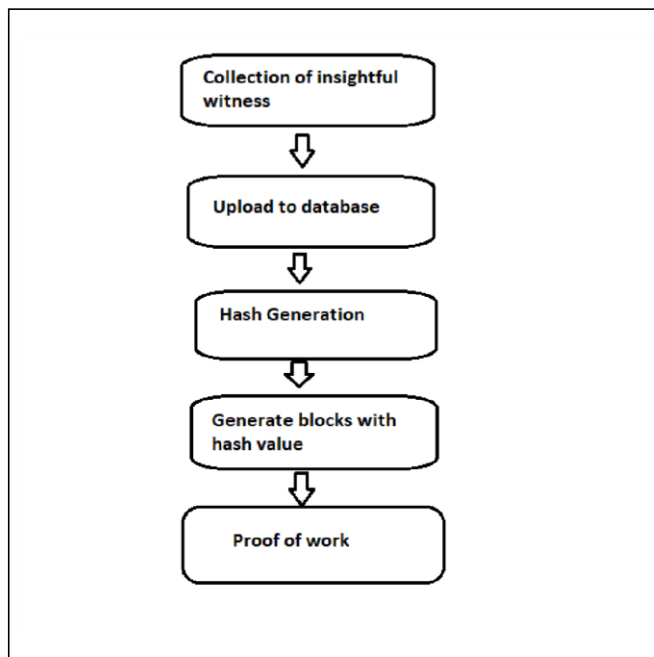 Collection of insightful
witness
Upload to database
Hash Generation
Generate blocks with
hash value
Proof of work